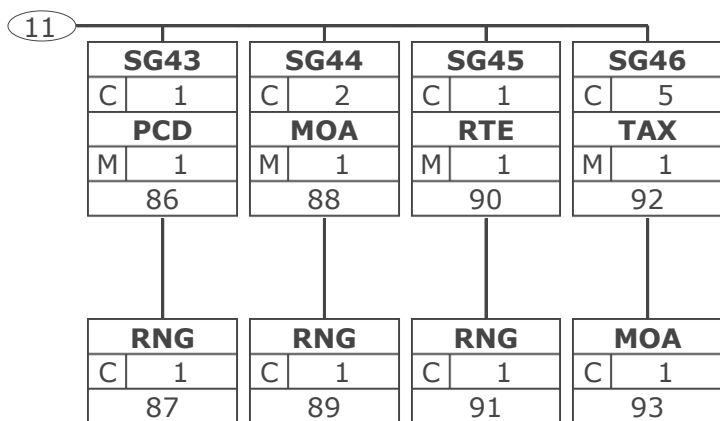 11
SG43 SG44 SG45 SG46
C 1 C 2 C 1 C 5
PCD MOA RTE TAX
M 1 M 1 M 1 M 1
86 88 90 92
RNG RNG RNG MOA
C 1 C 1 C 1 C 1
87 89 91 93